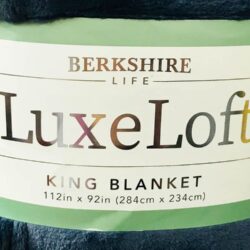 BERKSHIRE
LIFE
LuxeLoft
KING BLANKET
112in x 92in (284cm x 234cm)